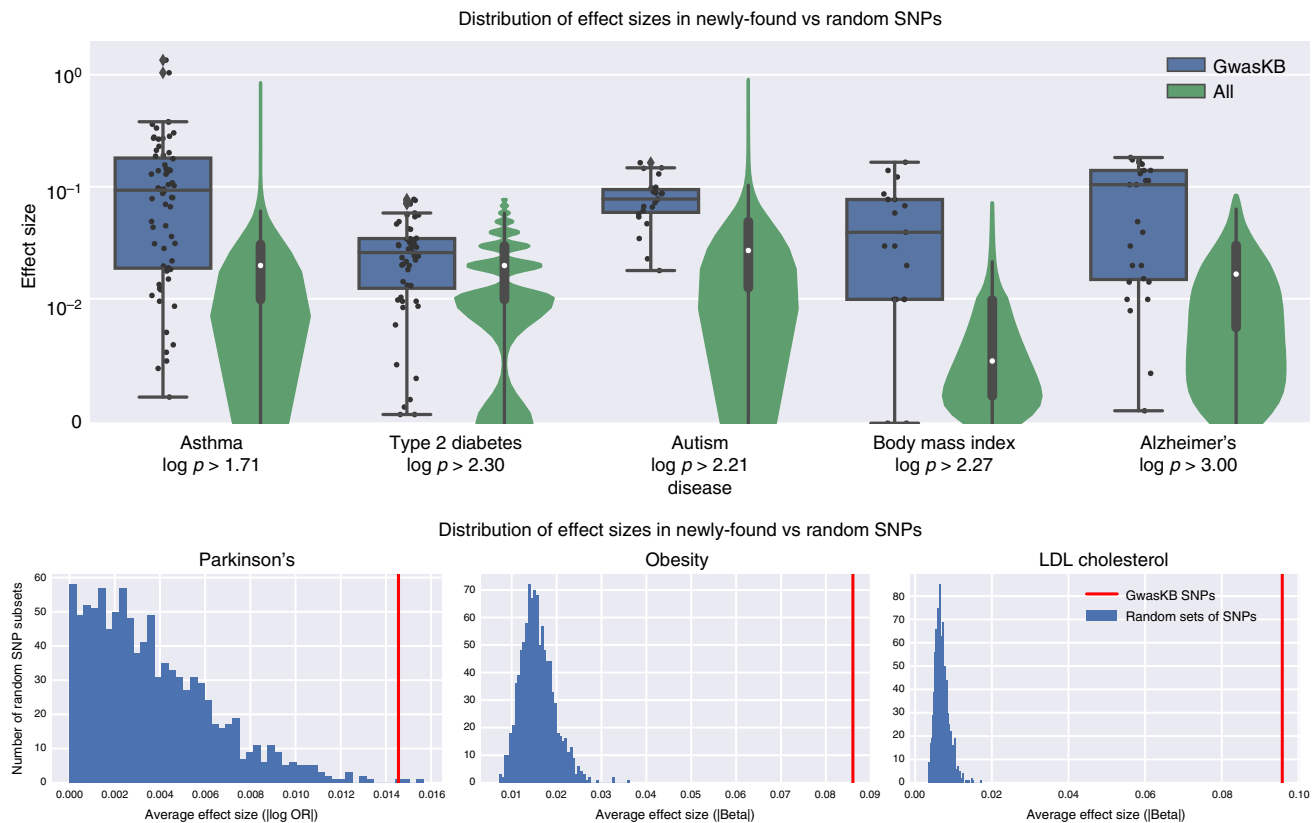 Distribution of effect sizes in newly-found vs random SNPs
GwasKB
All
Effect size
10⁰
10⁻¹
10⁻²
0
Asthma
log p > 1.71
Type 2 diabetes
log p > 2.30
Autism
log p > 2.21
Body mass index
log p > 2.27
Alzheimer's
log p > 3.00
disease
Distribution of effect sizes in newly-found vs random SNPs
Parkinson's
Number of random SNP subsets
60
50
40
30
20
10
0
0.000 0.002 0.004 0.006 0.008 0.010 0.012 0.014 0.016
Average effect size (|log OR|)
Obesity
70
60
50
40
30
20
10
0
0.01 0.02 0.03 0.04 0.05 0.06 0.07 0.08 0.09
Average effect size (|Beta|)
LDL cholesterol
GwasKB SNPs
Random sets of SNPs
80
70
60
50
40
30
20
10
0
0.00 0.02 0.04 0.06 0.08 0.10
Average effect size (|Beta|)